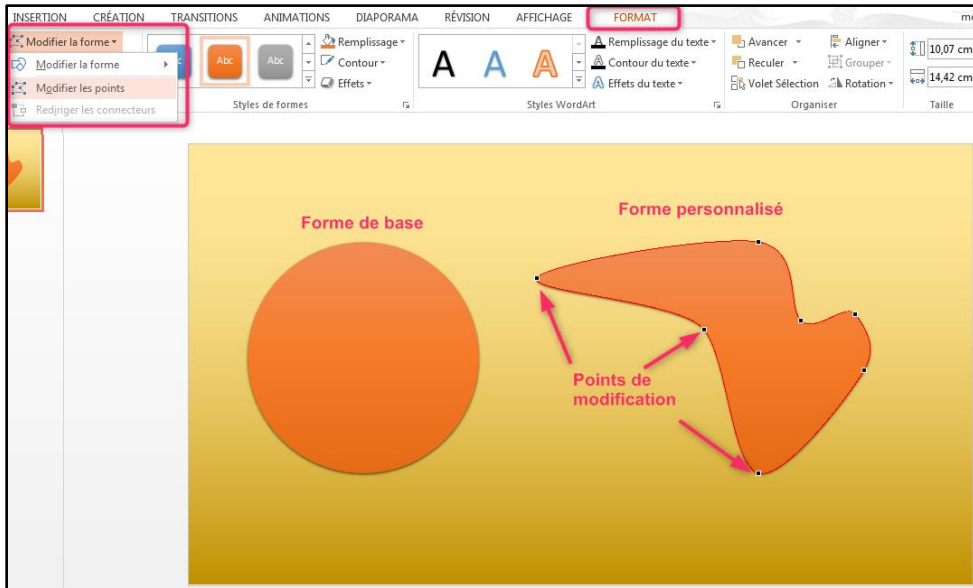 INSERTION CRÉATION TRANSITIONS ANIMATIONS DIAPORAMA RÉVISION AFFICHAGE FORMAT
Modifier la forme
Modifier la forme
Modifier les points
Rediriger les connecteurs
Abc Abc
Remplissage
Contour
Effets
Styles de formes
A A A
Remplissage du texte
Contour du texte
Effets du texte
Styles WordArt
Avancer
Reculer
Volet Sélection
Aligner
Grouper
Rotation
Organiser
10,07 cm
14,42 cm
Taille
Forme de base
Forme personnalisé
Points de
modification